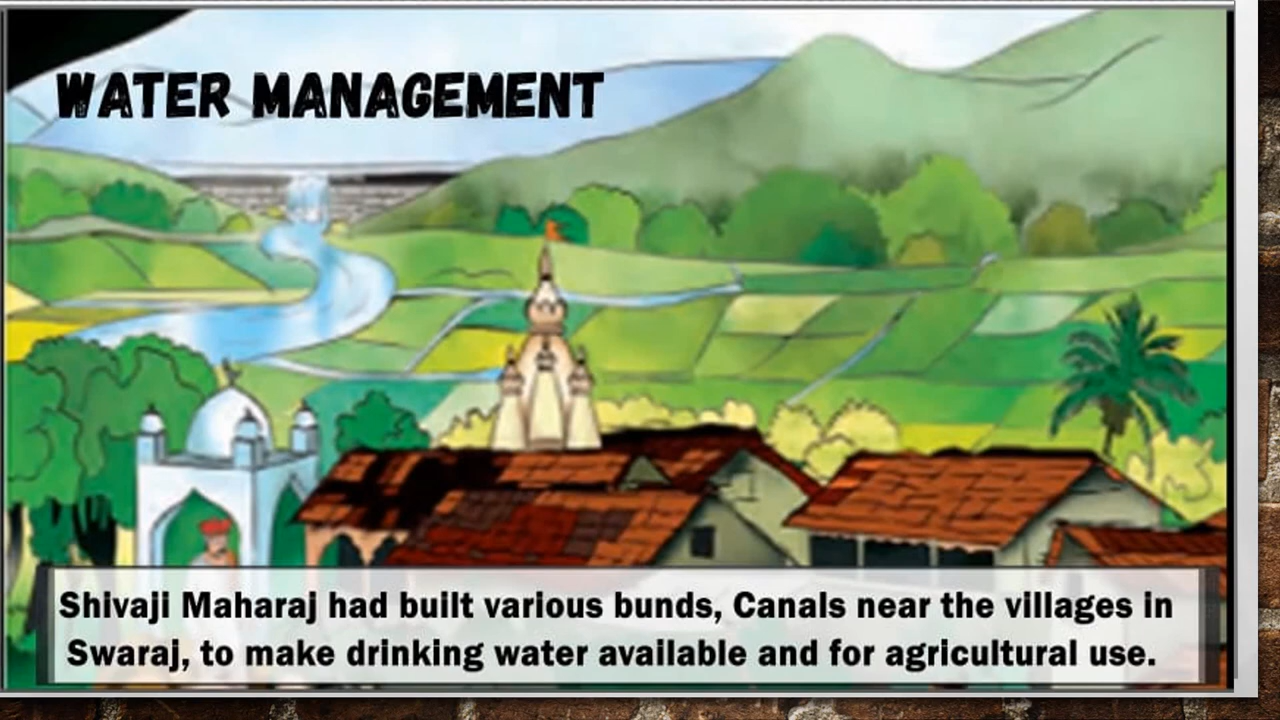 WATER MANAGEMENT
Shivaji Maharaj had built various bunds, Canals near the villages in
Swaraj, to make drinking water available and for agricultural use.